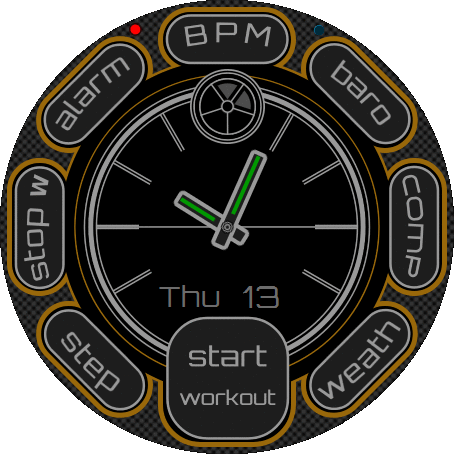 BPM
alarm
baro
stop w
comp
Thu 13
step
start
workout
weath